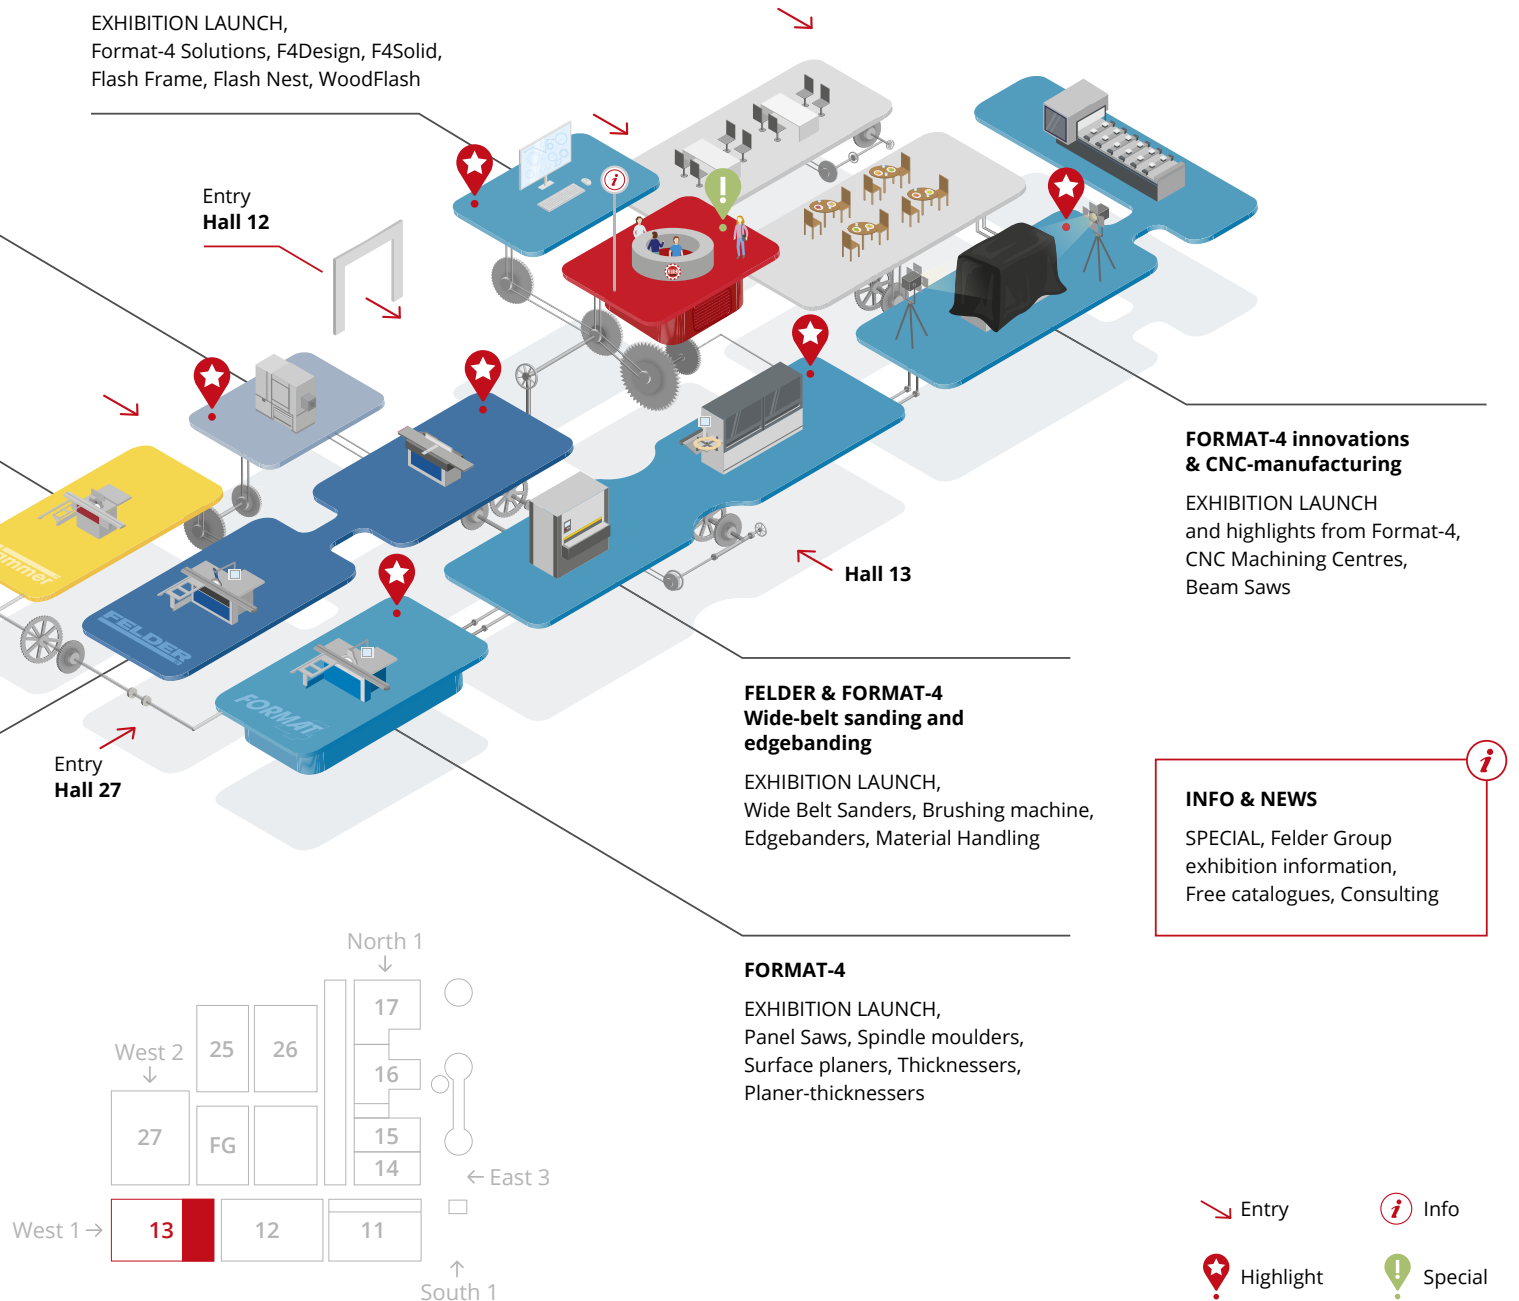 EXHIBITION LAUNCH,
Format-4 Solutions, F4Design, F4Solid,
Flash Frame, Flash Nest, WoodFlash
Entry
Hall 12
FORMAT-4 innovations
& CNC-manufacturing
EXHIBITION LAUNCH
and highlights from Format-4,
CNC Machining Centres,
Beam Saws
Hall 13
ammer
FELDER
FORMAT
Entry
Hall 27
FELDER & FORMAT-4
Wide-belt sanding and
edgebanding
EXHIBITION LAUNCH,
Wide Belt Sanders, Brushing machine,
Edgebanders, Material Handling
i
INFO & NEWS
SPECIAL, Felder Group
exhibition information,
Free catalogues, Consulting
FORMAT-4
EXHIBITION LAUNCH,
Panel Saws, Spindle moulders,
Surface planers, Thicknessers,
Planer-thicknessers
North 1
17
West 2
25
26
16
27
FG
15
14
East 3
West 1
13
12
11
South 1
Entry
i Info
Highlight
! Special